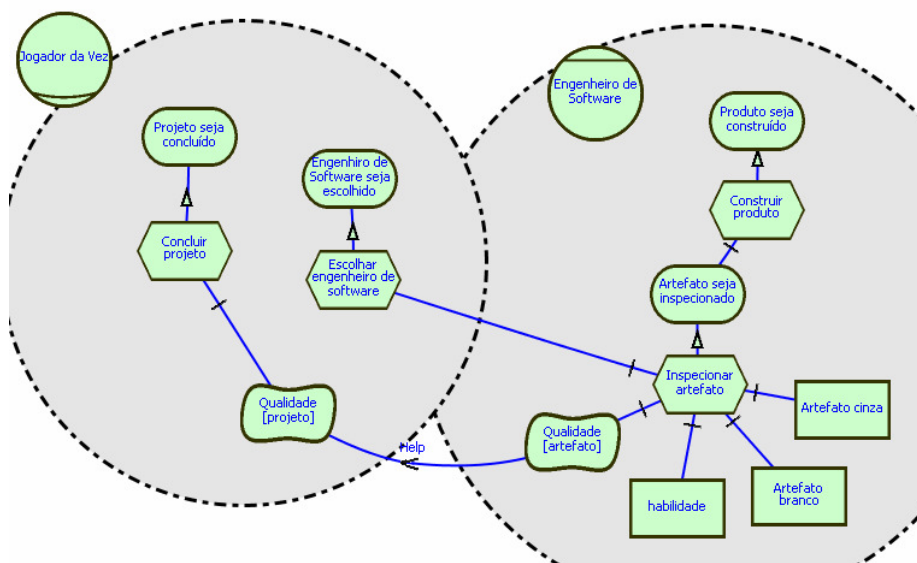 Jogador da Vez
Projeto seja
concluído
Concluir
projeto
Engenhiro de
Software seja
escolhido
Escolhar
engenheiro de
software
Qualidade
[projeto]
Help
Engenheiro de
Software
Produto seja
construído
Construir
produto
Artefato seja
inspecionado
Inspecionar
artefato
Qualidade
[artefato]
Artefato cinza
habilidade
Artefato
branco